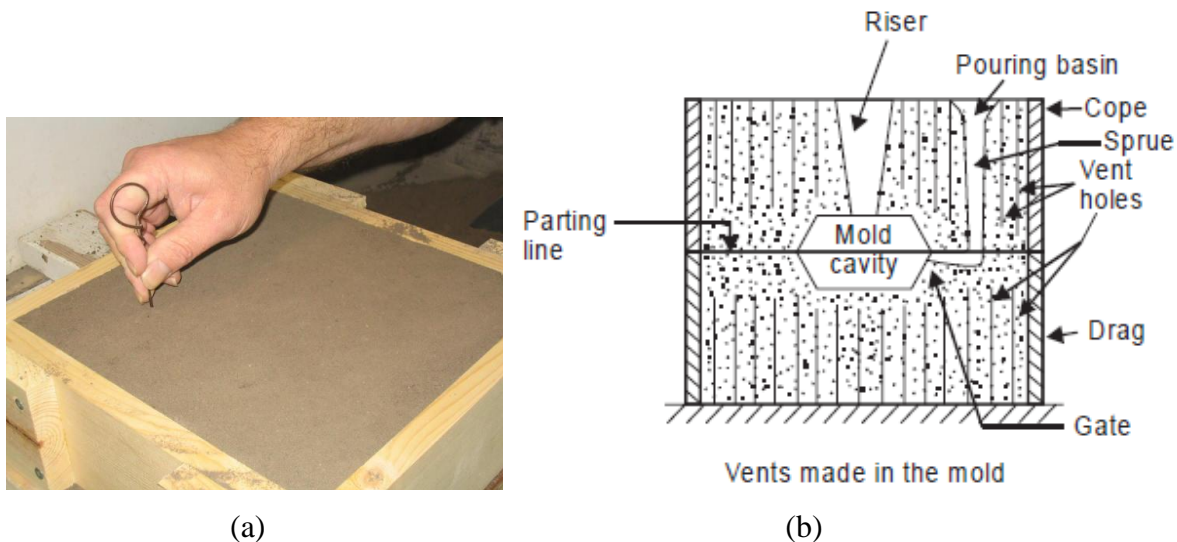 Riser
Pouring basin
Cope
Sprue
Vent
holes
Parting
line
Mold
cavity
Drag
Gate
Vents made in the mold
(a)
(b)